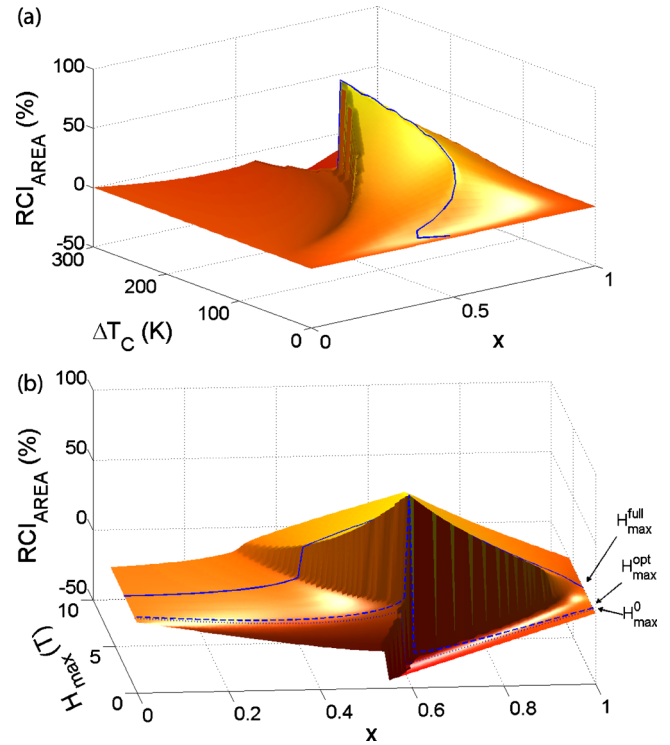 (a)
100
50
0
-50
RCI_AREA (%)
300
200
100
0
ΔT_C (K)
0
0.5
1
x
(b)
100
50
0
-50
RCI_AREA (%)
10
5
0
H_max (T)
0
0.2
0.4
0.6
0.8
1
x
H_max^full
H_max^opt
H_max^0